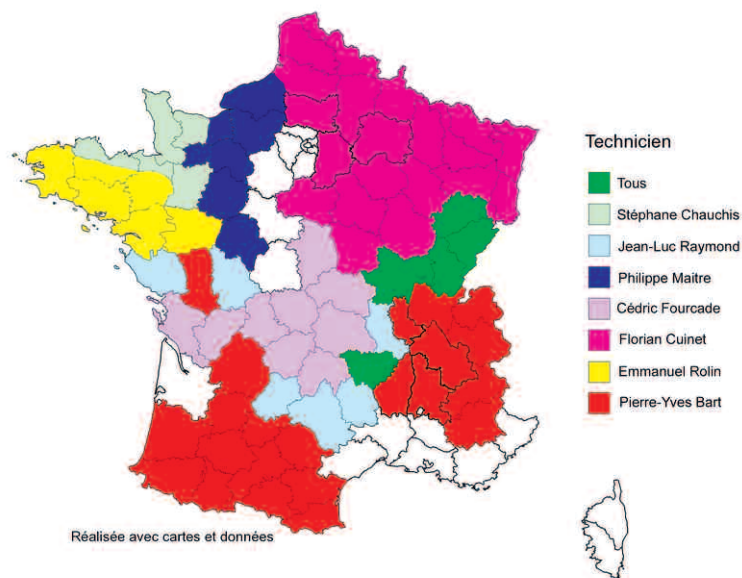 Technicien
Tous
Stéphane Chauchis
Jean-Luc Raymond
Philippe Maitre
Cédric Fourcade
Florian Cuinet
Emmanuel Rolin
Pierre-Yves Bart
Réalisée avec cartes et données